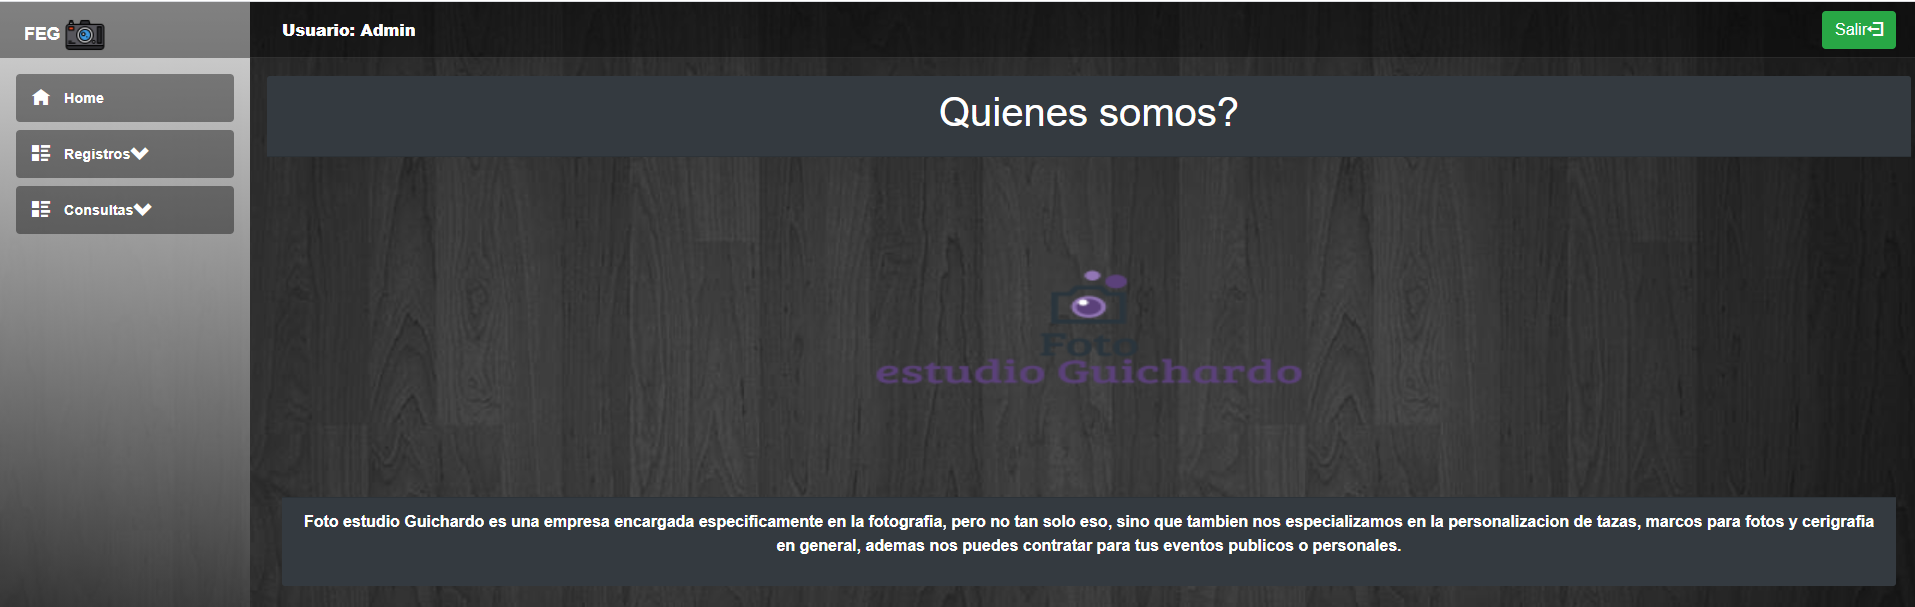 FEG
Usuario: Admin
Salir
Home
Registros
Consultas
Quienes somos?
Foto
estudio Guichardo
Foto estudio Guichardo es una empresa encargada especificamente en la fotografia, pero no tan solo eso, sino que tambien nos especializamos en la personalizacion de tazas, marcos para fotos y cerigrafia
en general, ademas nos puedes contratar para tus eventos publicos o personales.